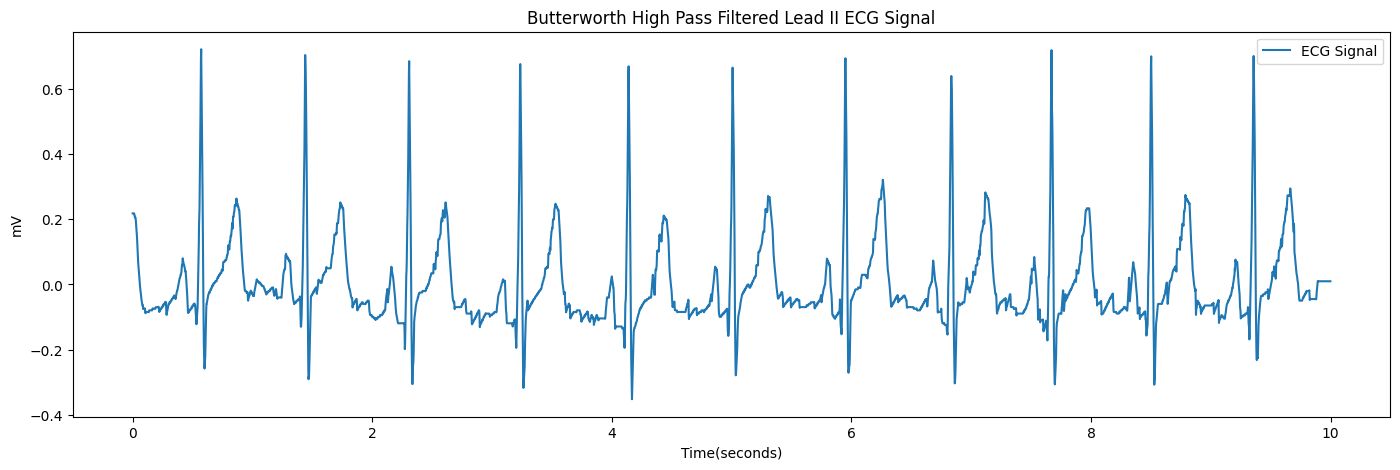 Butterworth High Pass Filtered Lead II ECG Signal
ECG Signal
mV
0.6
0.4
0.2
0.0
−0.2
−0.4
0 2 4 6 8 10
Time(seconds)